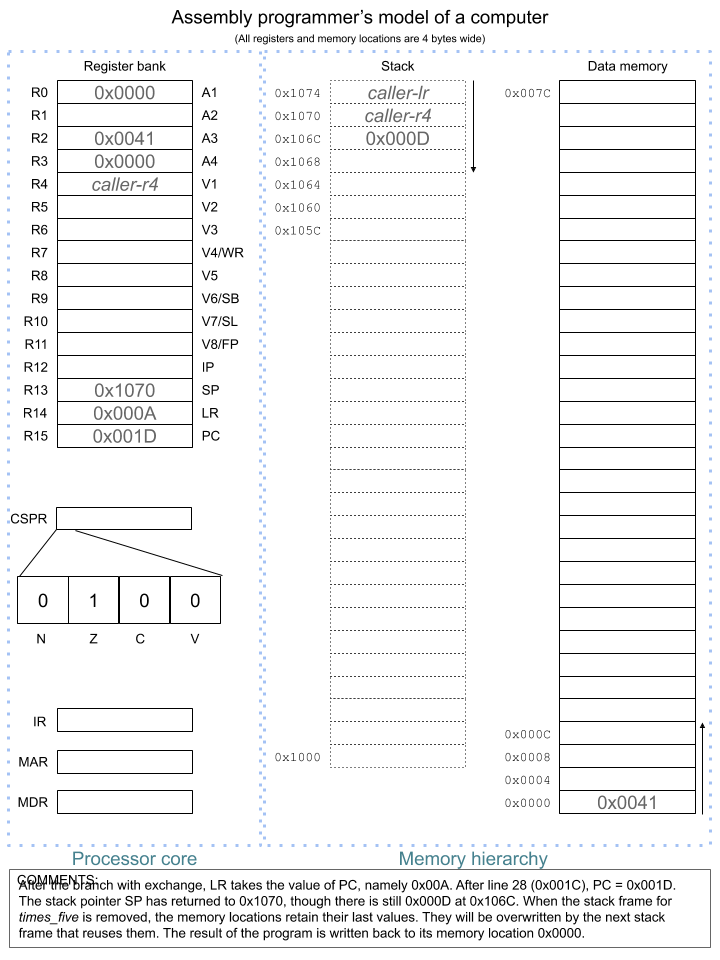 Assembly programmer’s model of a computer
(All registers and memory locations are 4 bytes wide)
Register bank
Stack
Data memory
R0 0x0000 A1
R1 A2
R2 0x0041 A3
R3 0x0000 A4
R4 caller-r4 V1
R5 V2
R6 V3
R7 V4/WR
R8 V5
R9 V6/SB
R10 V7/SL
R11 V8/FP
R12 IP
R13 0x1070 SP
R14 0x000A LR
R15 0x001D PC
CSPR
0 1 0 0
N Z C V
IR
MAR
MDR
0x1074 caller-lr
0x1070 caller-r4
0x106C 0x000D
0x1068
0x1064
0x1060
0x105C
0x1000
0x007C
0x000C
0x0008
0x0004
0x0000 0x0041
Processor core
Memory hierarchy
COMMENTS:
After the branch with exchange, LR takes the value of PC, namely 0x00A. After line 28 (0x001C), PC = 0x001D.
The stack pointer SP has returned to 0x1070, though there is still 0x000D at 0x106C. When the stack frame for
times_five is removed, the memory locations retain their last values. They will be overwritten by the next stack
frame that reuses them. The result of the program is written back to its memory location 0x0000.